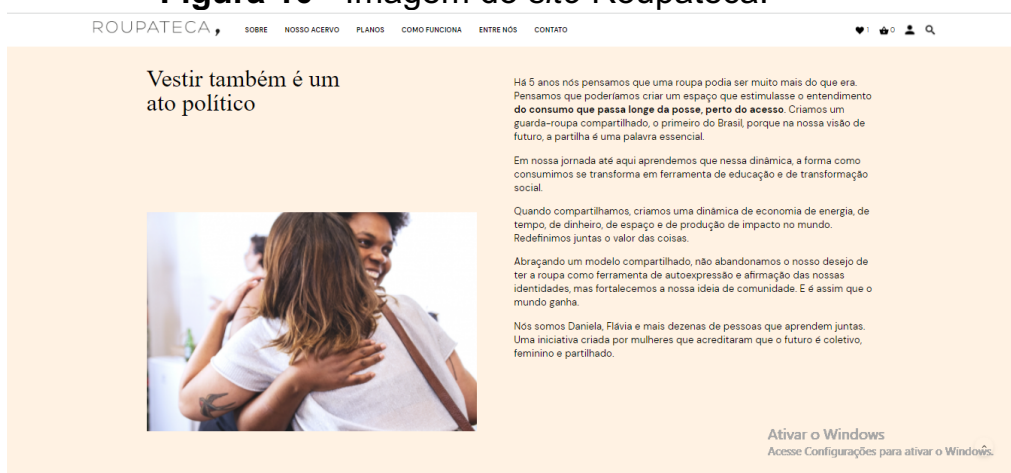 Figura 10 - Imagem do site Roupateca.
ROUPATECA,
SOBRE NOSSO ACERVO PLANOS COMO FUNCIONA ENTRE NÓS CONTATO
1 0
Vestir também é um
ato político
Há 5 anos nós pensamos que uma roupa podia ser muito mais do que era.
Pensamos que poderíamos criar um espaço que estimulasse o entendimento
do consumo que passa longe da posse, perto do acesso. Criamos um
guarda-roupa compartilhado, o primeiro do Brasil, porque na nossa visão de
futuro, a partilha é uma palavra essencial.
Em nossa jornada até aqui aprendemos que nessa dinâmica, a forma como
consumimos se transforma em ferramenta de educação e de transformação
social.
Quando compartilhamos, criamos uma dinâmica de economia de energia, de
tempo, de dinheiro, de espaço e de produção de impacto no mundo.
Redefinimos juntas o valor das coisas.
Abraçando um modelo compartilhado, não abandonamos o nosso desejo de
ter a roupa como ferramenta de autoexpressão e afirmação das nossas
identidades, mas fortalecemos a nossa ideia de comunidade. E é assim que o
mundo ganha.
Nós somos Daniela, Flávia e mais dezenas de pessoas que aprendem juntas.
Uma iniciativa criada por mulheres que acreditaram que o futuro é coletivo,
feminino e partilhado.
Ativar o Windows
Acesse Configurações para ativar o Windows.